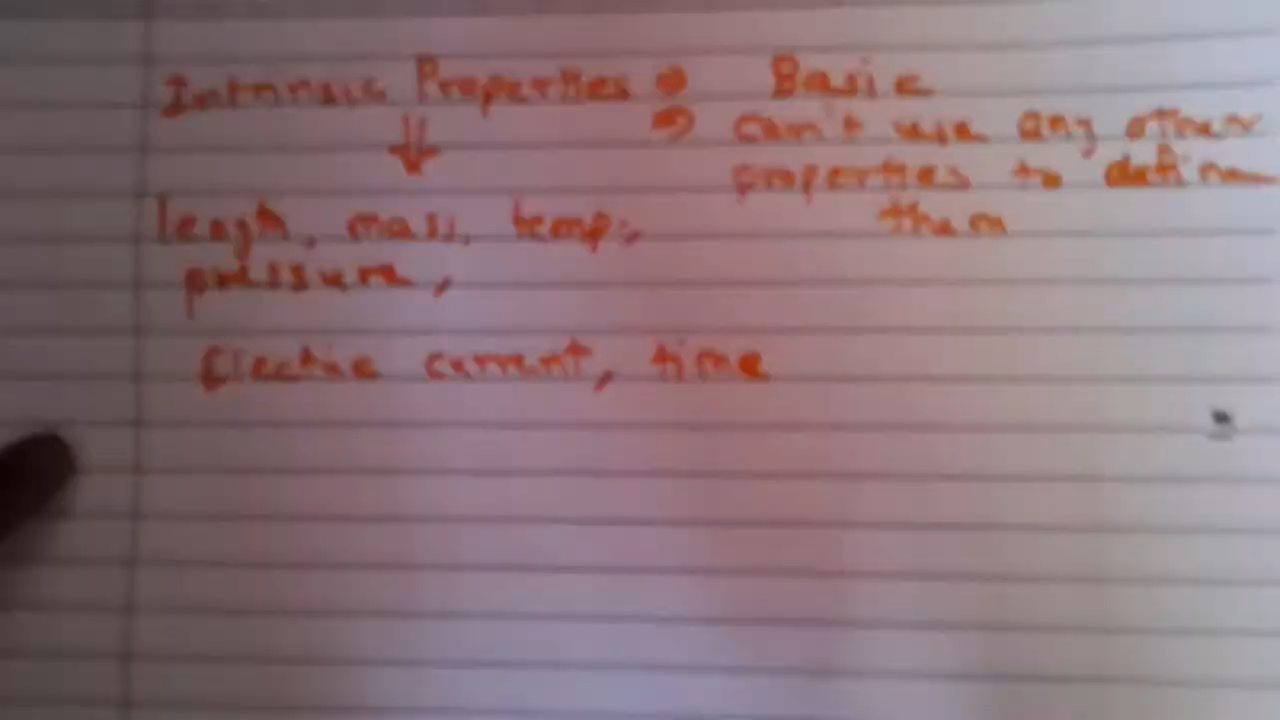 Intrinsic Properties ⇒ Basic
⇒ can't use any other
properties to define
them
⇓
length, mass, temp.,
pressure,
Electric current, time